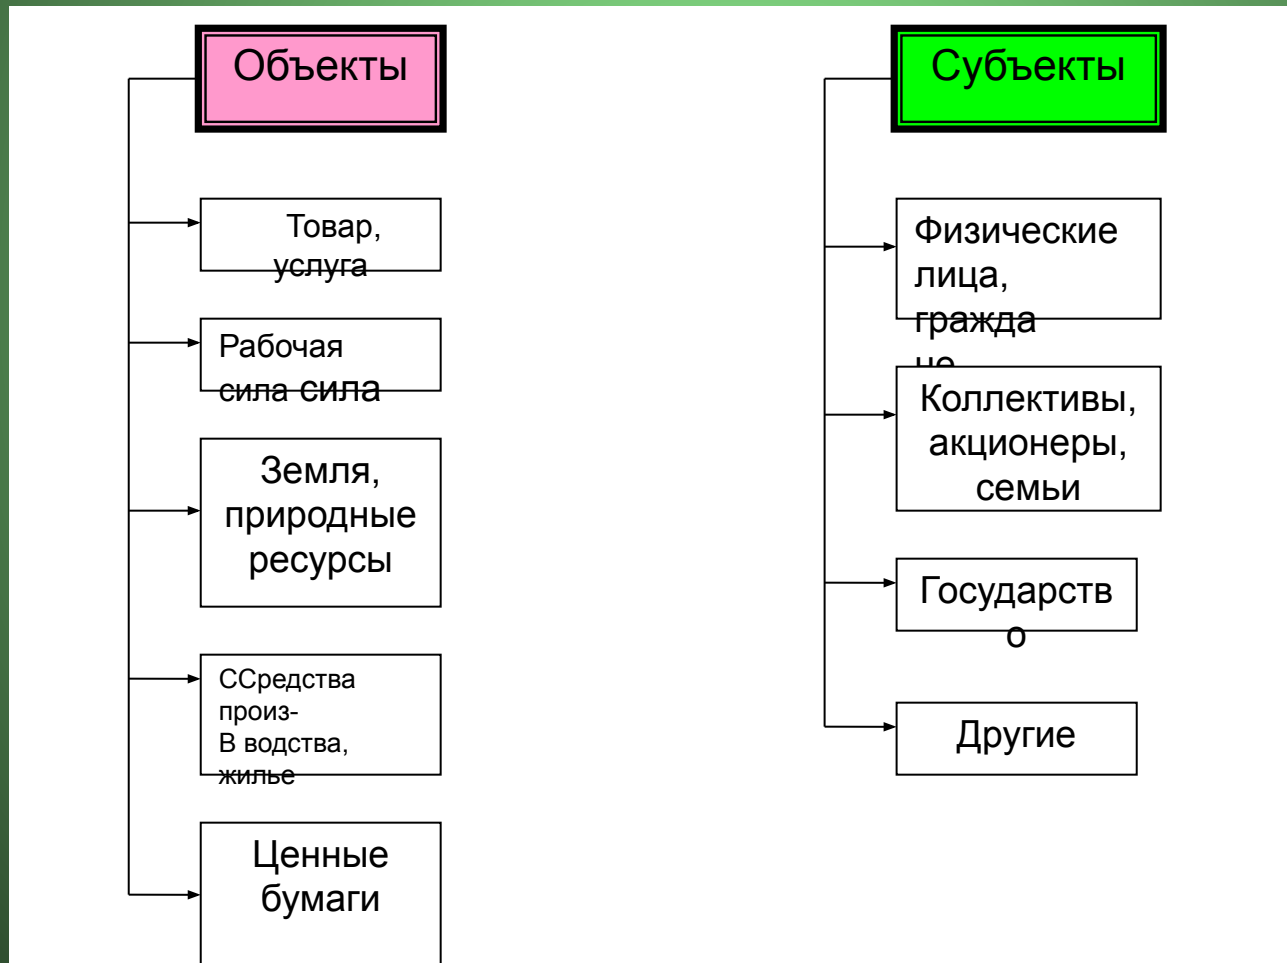 Объекты
Товар,
услуга
Рабочая
сила сила
Земля,
природные
ресурсы
ССредства
произ-
В водства,
жилье
Ценные
бумаги
Субъекты
Физические
лица,
гражда
не
Коллективы,
акционеры,
семьи
Государств
о
Другие